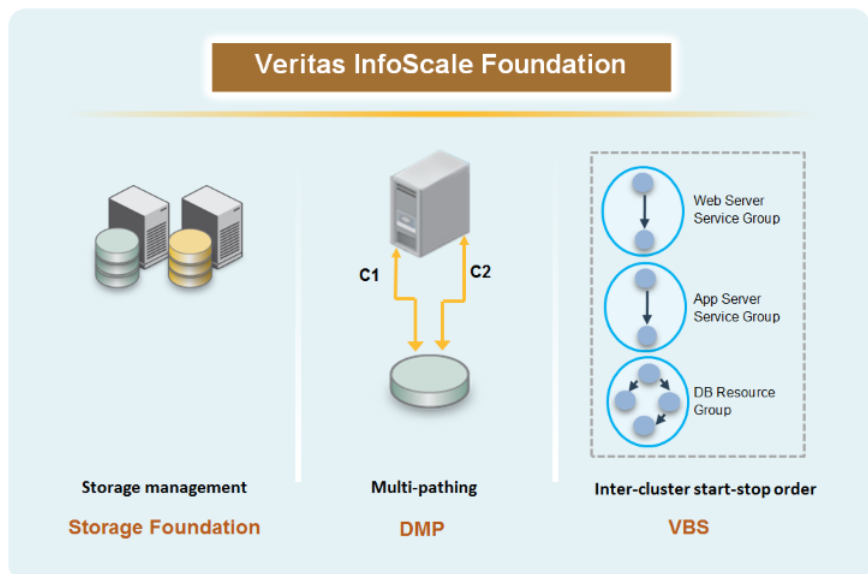 Veritas InfoScale Foundation
C1
C2
Web Server
Service Group
App Server
Service Group
DB Resource
Group
Storage management
Multi-pathing
Inter-cluster start-stop order
Storage Foundation
DMP
VBS